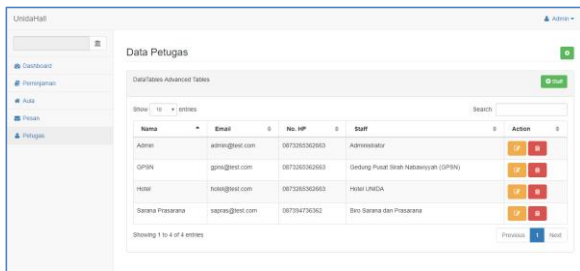 UnidaHall
Admin
Data Petugas
Dashboard
Peminjaman
Aula
Pesan
Petugas
DataTables Advanced Tables
Staff
Show 10 entries
Search
Nama Email No. HP Staff Action
Admin admin@test.com 0873265362663 Administrator
GPSN gpns@test.com 0873265362663 Gedung Pusat Sirah Nabawiyyah (GPSN)
Hotel hotel@test.com 0873265362663 Hotel UNIDA
Sarana Prasarana sapras@test.com 087094736362 Biro Sarana dan Prasarana
Showing 1 to 4 of 4 entries
Previous 1 Next